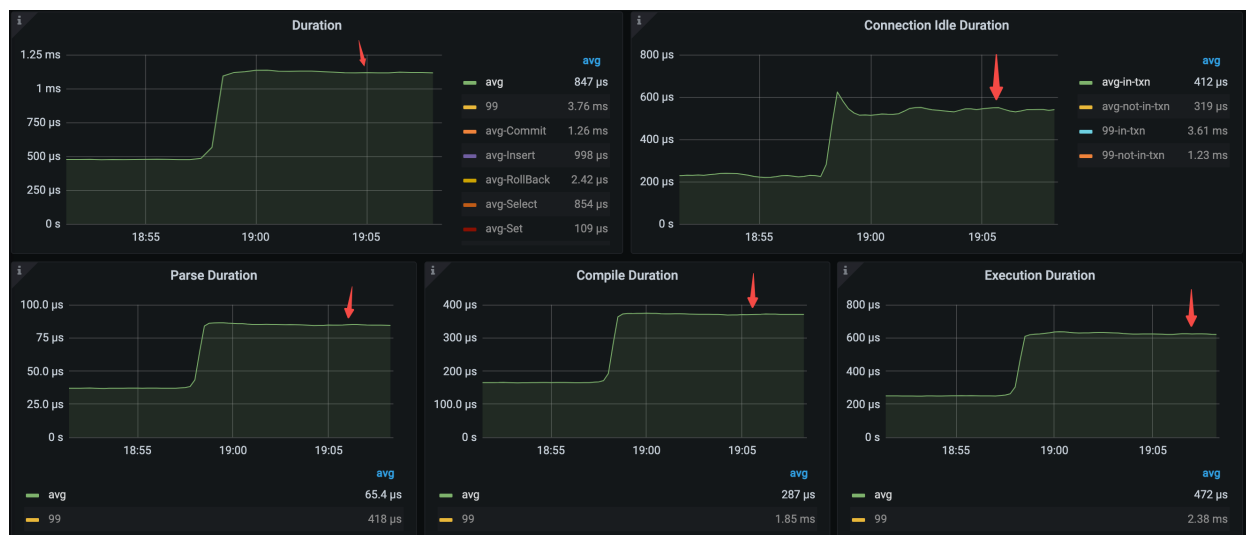 Duration
1.25 ms
1 ms
750 µs
500 µs
250 µs
0 s
18:55
19:00
19:05
avg
avg 847 µs
99 3.76 ms
avg-Commit 1.26 ms
avg-Insert 998 µs
avg-RollBack 2.42 µs
avg-Select 854 µs
avg-Set 109 µs
Connection Idle Duration
800 µs
600 µs
400 µs
200 µs
0 s
18:55
19:00
19:05
avg
avg-in-txn 412 µs
avg-not-in-txn 319 µs
99-in-txn 3.61 ms
99-not-in-txn 1.23 ms
Parse Duration
100.0 µs
75 µs
50.0 µs
25.0 µs
0 s
18:55
19:00
19:05
avg
avg 65.4 µs
99 418 µs
Compile Duration
400 µs
300 µs
200 µs
100.0 µs
0 s
18:55
19:00
19:05
avg
avg 287 µs
99 1.85 ms
Execution Duration
800 µs
600 µs
400 µs
200 µs
0 s
18:55
19:00
19:05
avg
avg 472 µs
99 2.38 ms